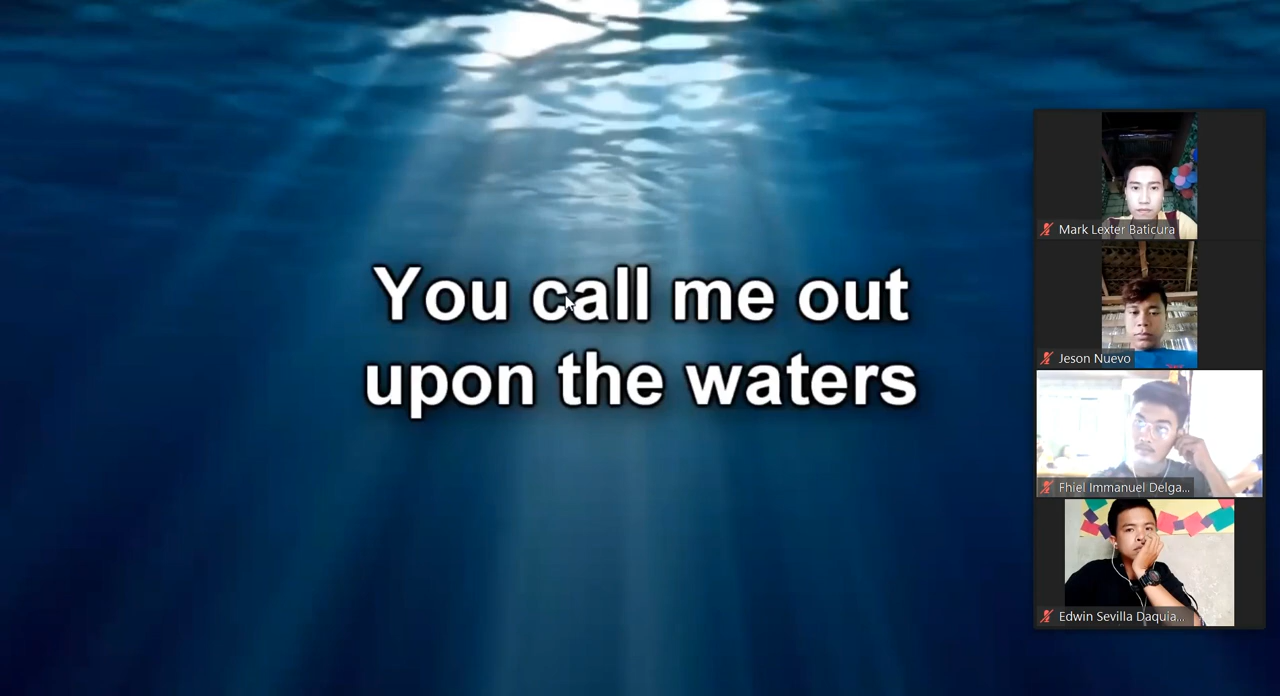 You call me out
upon the waters
Mark Lexter Baticura
Jeson Nuevo
Fhiel Immanuel Delga...
Edwin Sevilla Daquia...